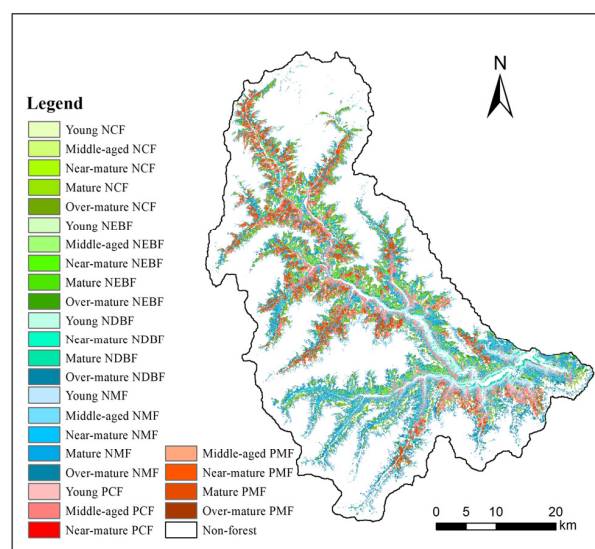 N
Legend
Young NCF
Middle-aged NCF
Near-mature NCF
Mature NCF
Over-mature NCF
Young NEBF
Middle-aged NEBF
Near-mature NEBF
Mature NEBF
Over-mature NEBF
Young NDBF
Near-mature NDBF
Mature NDBF
Over-mature NDBF
Young NMF
Middle-aged NMF
Near-mature NMF
Mature NMF
Over-mature NMF
Young PCF
Middle-aged PCF
Near-mature PCF
Middle-aged PMF
Near-mature PMF
Mature PMF
Over-mature PMF
Non-forest
0 10 20
km